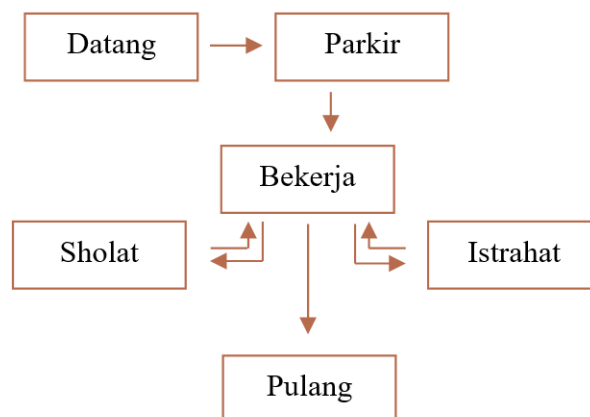 Datang
Parkir
Bekerja
Sholat
Istrahat
Pulang